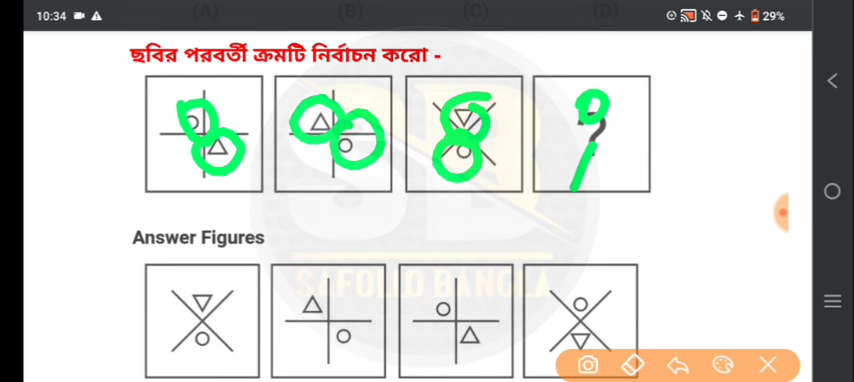 10:34
29%
(A) (B) (C) (D)
ছবির পরবর্তী ক্রমটি নির্বাচন করো -
?
Answer Figures
SAFOLLO BANGLA